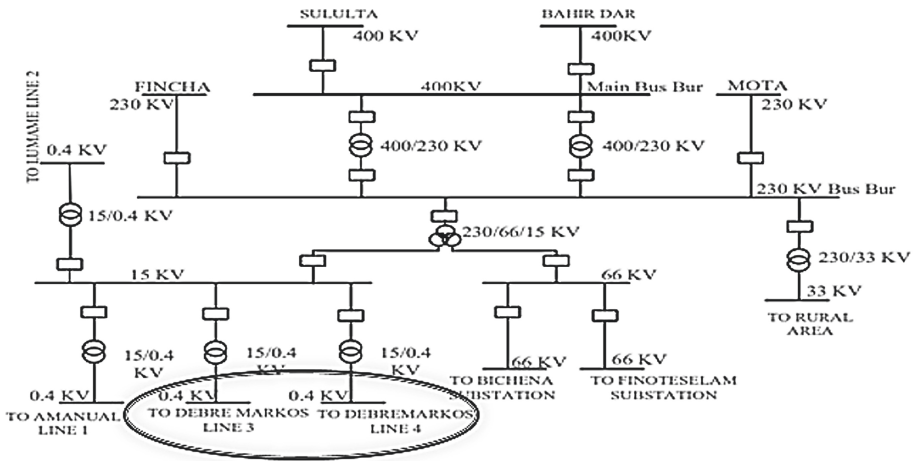 SULULTA
BAHIR DAR
400 KV
400KV
TO LUMAME LINE 2
FINCHA
230 KV
400KV
Main Bus Bur
MOTA
230 KV
0.4 KV
400/230 KV
400/230 KV
230 KV Bus Bur
15/0.4 KV
230/66/15 KV
230/33 KV
15 KV
66 KV
33 KV
TO RURAL
AREA
15/0.4
KV
15/0.4
KV
15/0.4
KV
66 KV
66 KV
0.4 KV
0.4 KV
0.4 KV
TO BICHENA
SUBSTATION
TO FINOTESELAM
SUBSTATION
TO AMANUAL
LINE 1
TO DEBRE MARKOS
LINE 3
TO DEBREMARKOS
LINE 4